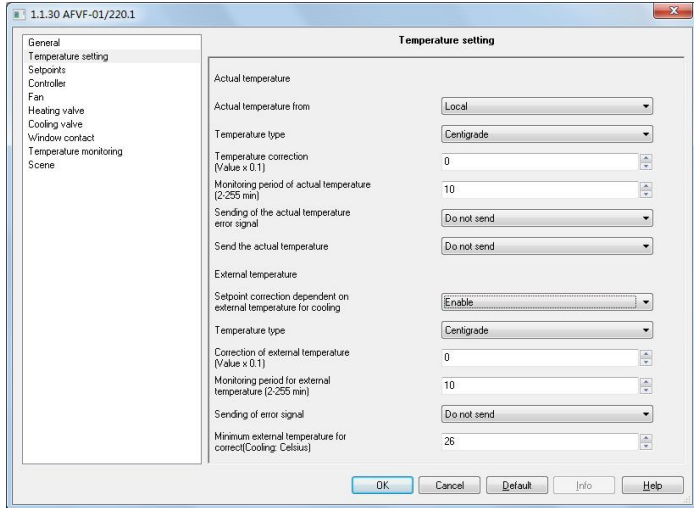 1.1.30 AFVF-01/220.1
General
Temperature setting
Setpoints
Controller
Fan
Heating valve
Cooling valve
Window contact
Temperature monitoring
Scene
Temperature setting
Actual temperature
Actual temperature from
Local
Temperature type
Centigrade
Temperature correction
(Value x 0.1)
0
Monitoring period of actual temperature
(2-255 min)
10
Sending of the actual temperature
error signal
Do not send
Send the actual temperature
Do not send
External temperature
Setpoint correction dependent on
external temperature for cooling
Enable
Temperature type
Centigrade
Correction of external temperature
(Value x 0.1)
0
Monitoring period for external
temperature (2-255 min)
10
Sending of error signal
Do not send
Minimum external temperature for
correct(Cooling: Celsius)
26
OK
Cancel
Default
Info
Help